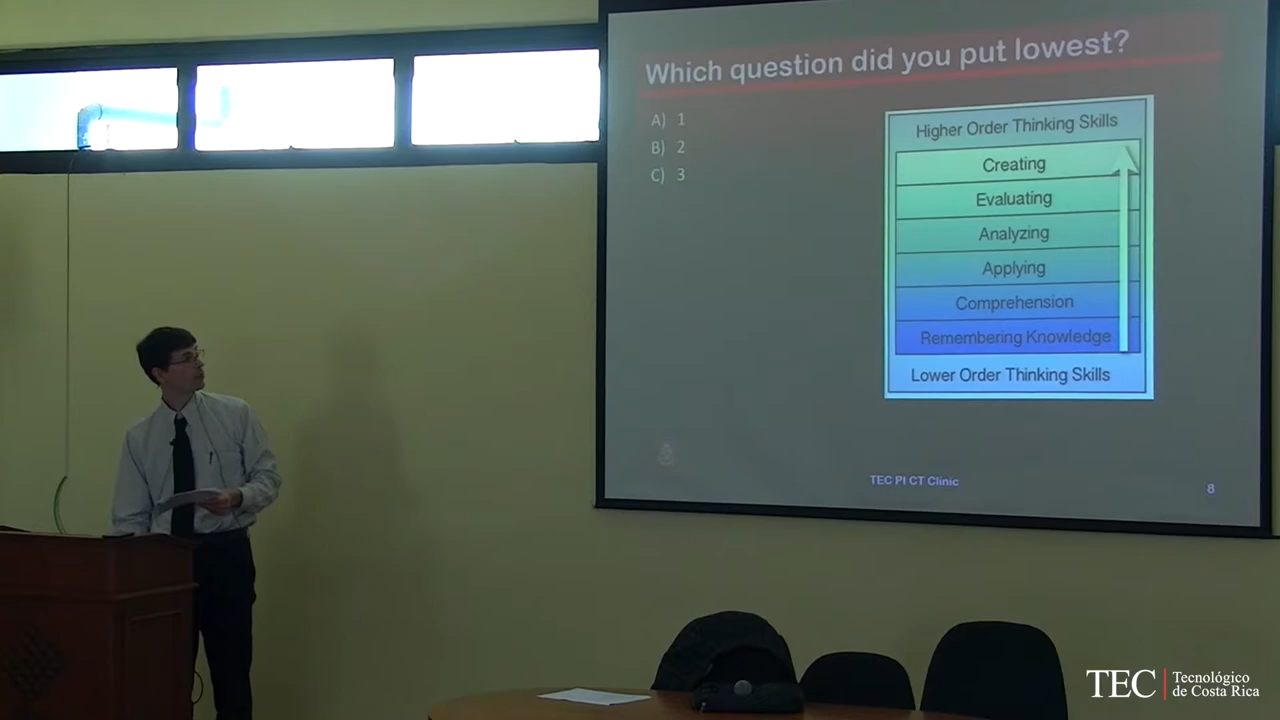 Which question did you put lowest?
A) 1
B) 2
C) 3
Higher Order Thinking Skills
Creating
Evaluating
Analyzing
Applying
Comprehension
Remembering Knowledge
Lower Order Thinking Skills
TEC PI CT Clinic
8
TEC Tecnológico
de Costa Rica